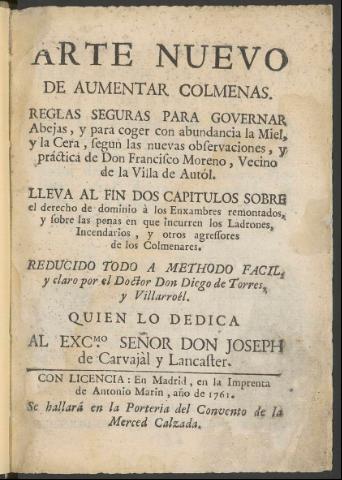 ARTE NUEVO
DE AUMENTAR COLMENAS.
REGLAS SEGURAS PARA GOVERNAR
Abejas, y para coger con abundancia la Miel,
y la Cera, segun las nuevas observaciones, y
práctica de Don Francisco Moreno, Vecino
de la Villa de Autól.
LLEVA AL FIN DOS CAPITULOS SOBRE
el derecho de dominio à los Enxambres remontados,
y sobre las penas en que incurren los Ladrones,
Incendarios, y otros agressores
de los Colmenares.
REDUCIDO TODO A METHODO FACIL,
y claro por el Doctor Don Diego de Torres,
y Villarroél.
QUIEN LO DEDICA
AL EXC.MO SEÑOR DON JOSEPH
de Carvajàl y Lancaster.
CON LICENCIA: En Madrid, en la Imprenta
de Antonio Marin, año de 1761.
Se hallará en la Porteria del Convento de la
Merced Calzada.